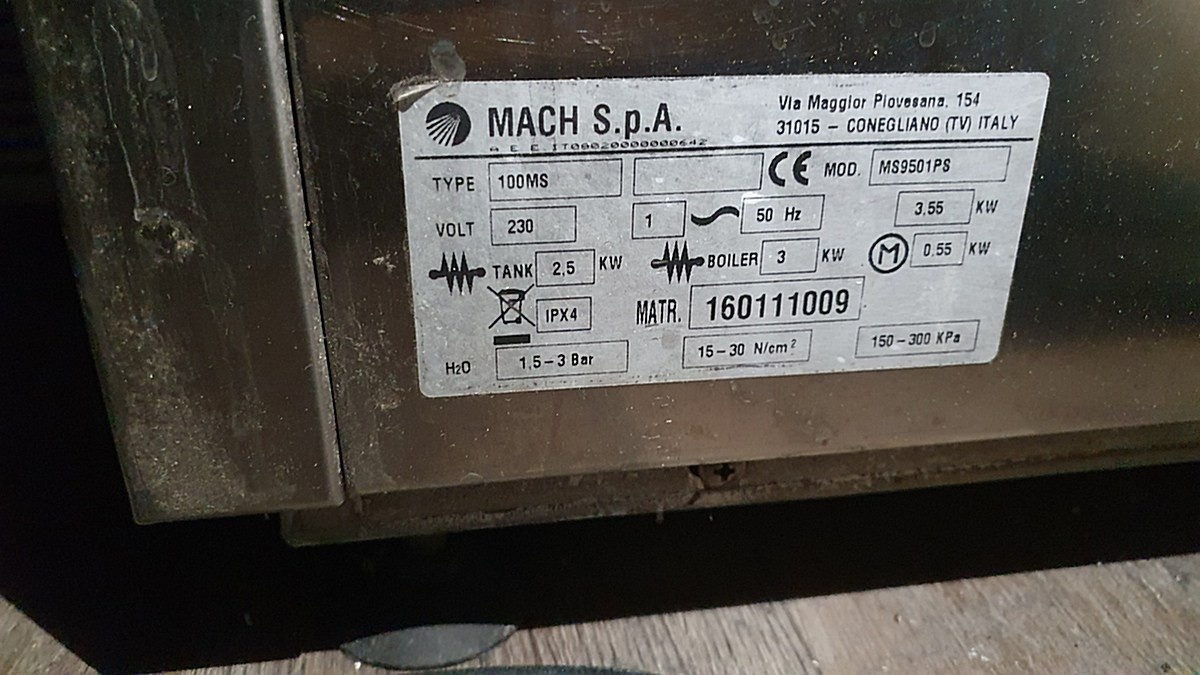 MACH S.p.A.
Via Maggior Piovesana, 154
31015 – CONEGLIANO (TV) ITALY
A E E IT08020000000642
TYPE 100MS CE MOD. MS9501PS
VOLT 230 1 50 Hz 3,55 KW
TANK 2,5 KW BOILER 3 KW M 0,55 KW
IPX4 MATR. 160111009
H2O 1,5 – 3 Bar 15 – 30 N/cm² 150 – 300 KPa